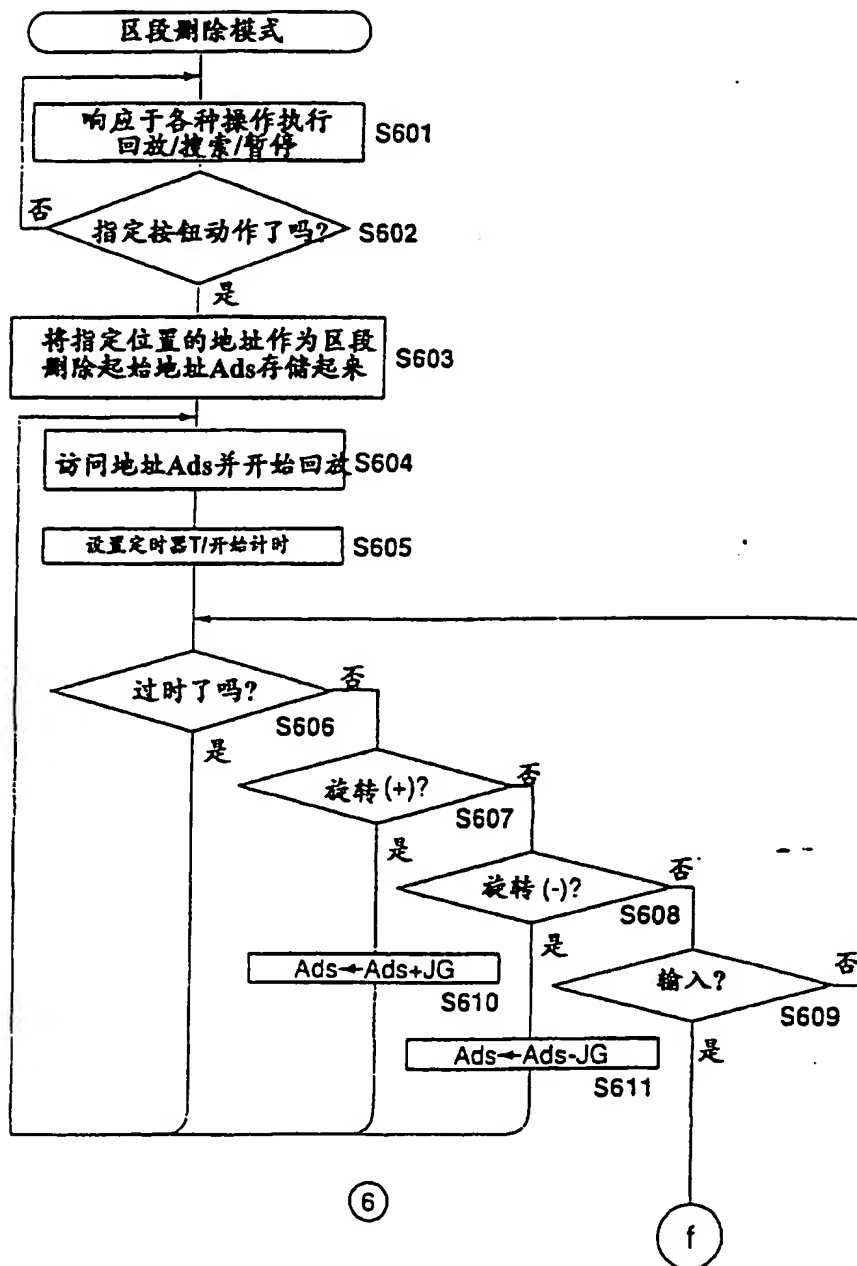 区段删除模式
响应于各种操作执行
回放/搜索/暂停
S601
否
指定按钮动作了吗?
S602
是
将指定位置的地址作为区段
删除起始地址Ads存储起来
S603
访问地址Ads并开始回放
S604
设置定时器T/开始计时
S605
过时了吗?
否
S606
是
旋转(+)?
否
S607
是
旋转(-)?
否
S608
是
Ads←Ads+JG
S610
输入?
否
S609
是
Ads←Ads-JG
S611
6
f